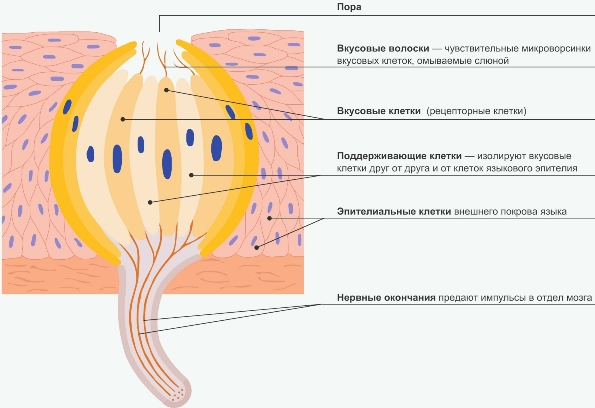 Пора
Вкусовые волоски — чувствительные микроворсинки
вкусовых клеток, омываемые слюной
Вкусовые клетки (рецепторные клетки)
Поддерживающие клетки — изолируют вкусовые
клетки друг от друга и от клеток языкового эпителия
Эпителиальные клетки внешнего покрова языка
Нервные окончания предают импульсы в отдел мозга